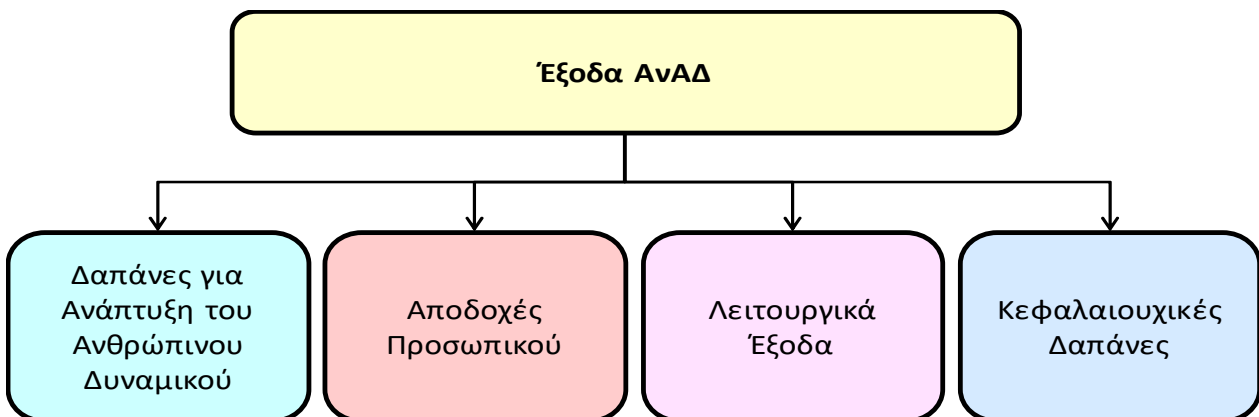 Έξοδα ΑνΑΔ
Δαπάνες για
Ανάπτυξη του
Ανθρώπινου
Δυναμικού
Αποδοχές
Προσωπικού
Λειτουργικά
Έξοδα
Κεφαλαιουχικές
Δαπάνες